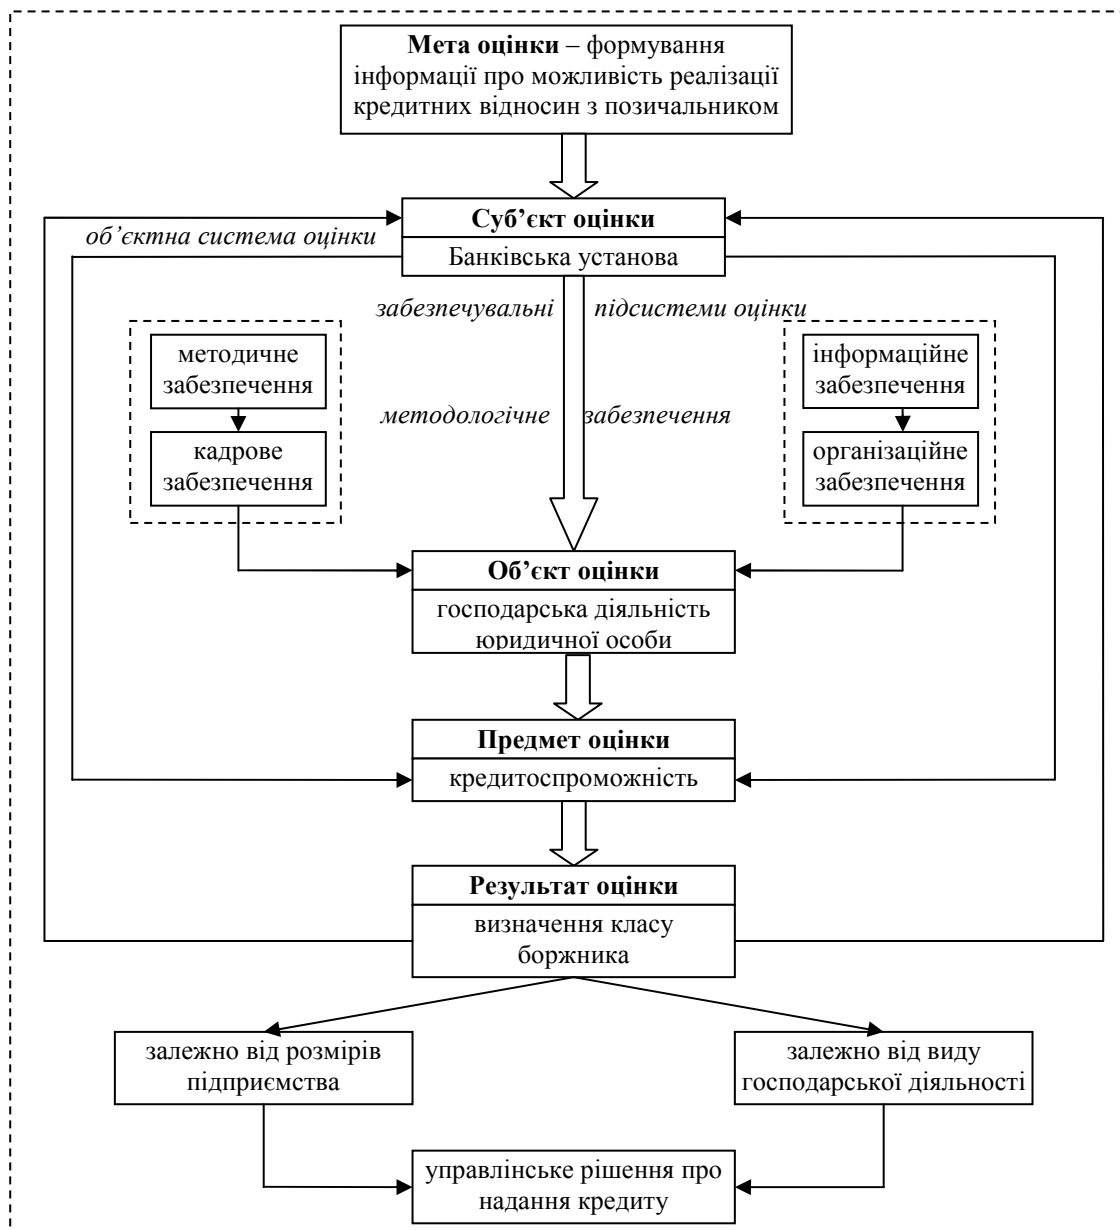 Мета оцінки – формування
інформації про можливість реалізації
кредитних відносин з позичальником
Суб’єкт оцінки
об’єктна система оцінки
Банківська установа
забезпечувальні підсистеми оцінки
методичне
забезпечення
інформаційне
забезпечення
методологічне забезпечення
кадрове
забезпечення
організаційне
забезпечення
Об’єкт оцінки
господарська діяльність
юридичної особи
Предмет оцінки
кредитоспроможність
Результат оцінки
визначення класу
боржника
залежно від розмірів
підприємства
залежно від виду
господарської діяльності
управлінське рішення про
надання кредиту